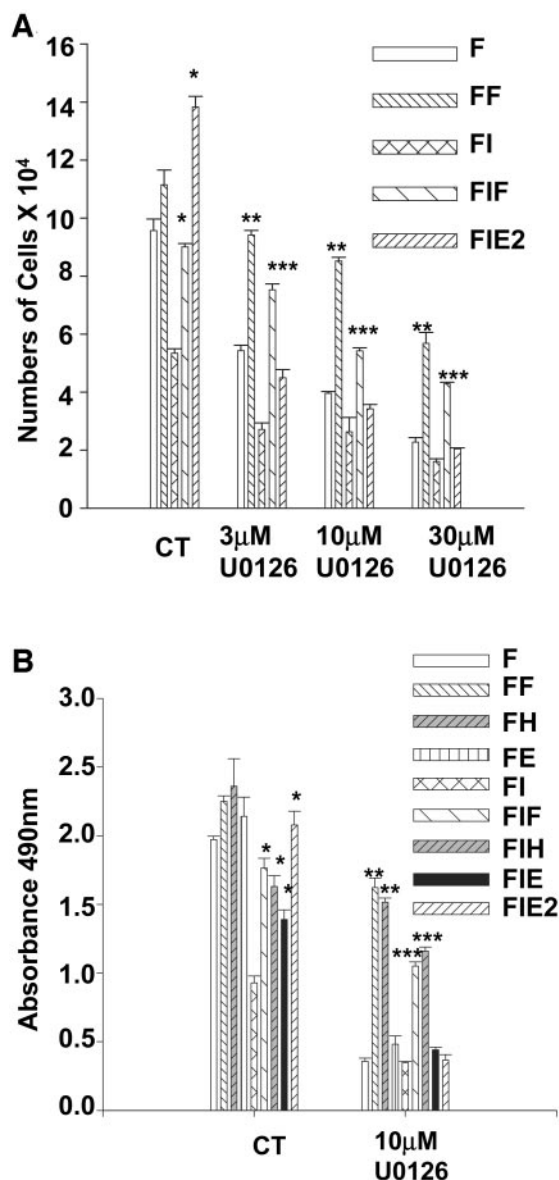 A
16
14
12
10
8
6
4
2
0
Numbers of Cells X 10⁴
F
FF
FI
FIF
FIE2
*
*
** *** ** *** ** ***
CT 3μM U0126 10μM U0126 30μM U0126
B
3.0
2.5
2.0
1.5
1.0
0.5
0.0
Absorbance 490nm
F
FF
FH
FE
FI
FIF
FIH
FIE
FIE2
* * * *
** ** *** ***
CT 10μM U0126